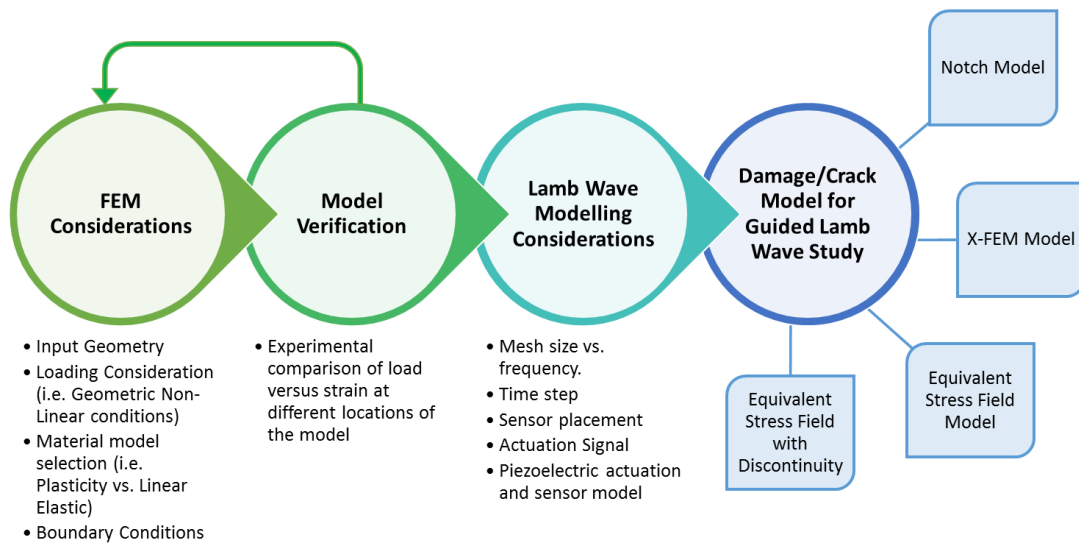 FEM
Considerations
• Input Geometry
• Loading Consideration
(i.e. Geometric Non-
Linear conditions)
• Material model
selection (i.e.
Plasticity vs. Linear
Elastic)
• Boundary Conditions
Model
Verification
• Experimental
comparison of load
versus strain at
different locations of
the model
Lamb Wave
Modelling
Considerations
• Mesh size vs.
frequency.
• Time step
• Sensor placement
• Actuation Signal
• Piezoelectric actuation
and sensor model
Damage/Crack
Model for
Guided Lamb
Wave Study
Notch Model
X-FEM Model
Equivalent
Stress Field
Model
Equivalent
Stress Field
with
Discontinuity